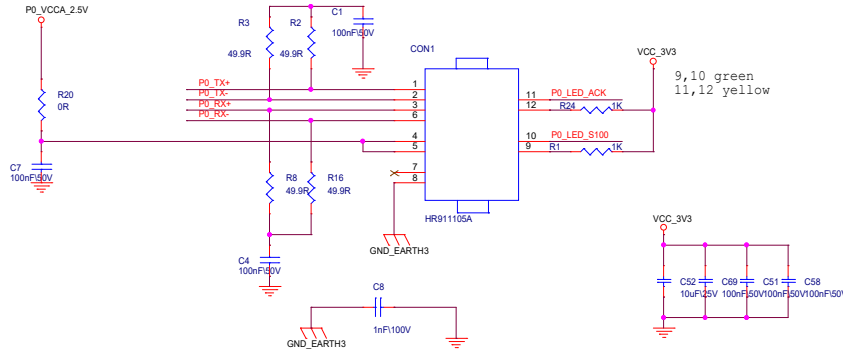 P0_VCCA_2.5V
R3
R2
C1
100nF\50V
49.9R
49.9R
CON1
VCC_3V3
9,10 green
11,12 yellow
R20
0R
P0_TX+
P0_TX-
P0_RX+
P0_RX-
1
2
3
6
4
5
7
8
11
12
10
9
P0_LED_ACK
R24
1K
P0_LED_S100
R1
1K
C7
100nF\50V
R8
49.9R
R16
49.9R
HR911105A
GND_EARTH3
C4
100nF\50V
C8
1nF\100V
GND_EARTH3
VCC_3V3
C52
10uF\25V
C69
100nF\50V
C51
100nF\50V
C58
100nF\50V